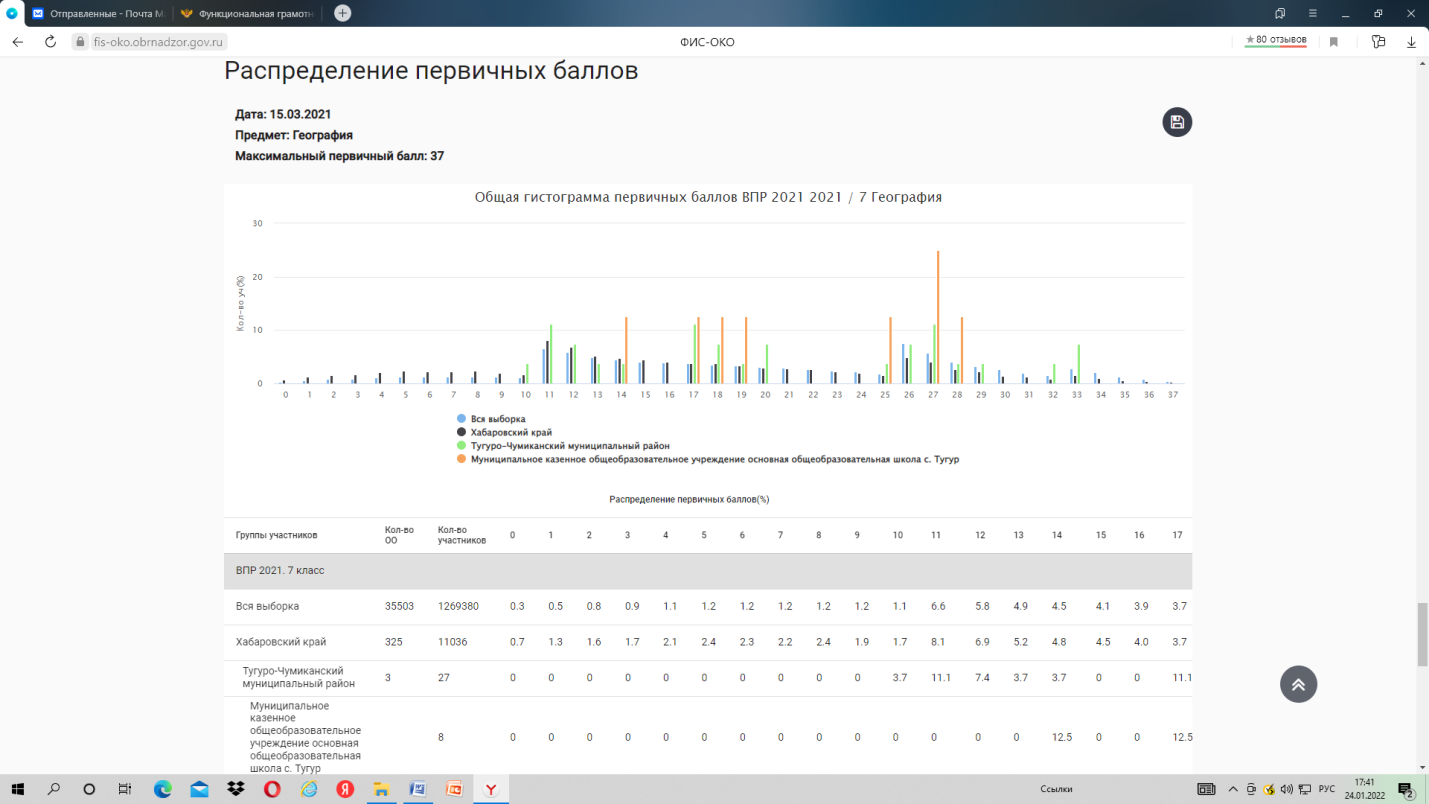 Отправленные - Почта M
Функциональная грамотн
fis-oko.obrnadzor.gov.ru
ФИС-ОКО
★ 80 отзывов
Распределение первичных баллов
Дата: 15.03.2021
Предмет: География
Максимальный первичный балл: 37
Общая гистограмма первичных баллов ВПР 2021 2021 / 7 География
Кол-во уч(%)
30
20
10
0
0 1 2 3 4 5 6 7 8 9 10 11 12 13 14 15 16 17 18 19 20 21 22 23 24 25 26 27 28 29 30 31 32 33 34 35 36 37
Вся выборка
Хабаровский край
Тугуро-Чумиканский муниципальный район
Муниципальное казенное общеобразовательное учреждение основная общеобразовательная школа с. Тугур
Распределение первичных баллов(%)
Группы участников Кол-во ОО Кол-во участников 0 1 2 3 4 5 6 7 8 9 10 11 12 13 14 15 16 17
ВПР 2021. 7 класс
Вся выборка 35503 1269380 0.3 0.5 0.8 0.9 1.1 1.2 1.2 1.2 1.2 1.2 1.1 6.6 5.8 4.9 4.5 4.1 3.9 3.7
Хабаровский край 325 11036 0.7 1.3 1.6 1.7 2.1 2.4 2.3 2.2 2.4 1.9 1.7 8.1 6.9 5.2 4.8 4.5 4.0 3.7
Тугуро-Чумиканский муниципальный район 3 27 0 0 0 0 0 0 0 0 0 0 3.7 11.1 7.4 3.7 3.7 0 0 11.1
Муниципальное
казенное
общеобразовательное
учреждение основная
общеобразовательная
школа с. Тугур
8 0 0 0 0 0 0 0 0 0 0 0 0 0 0 12.5 0 0 12.5
Ссылки
РУС
17:41
24.01.2022
2